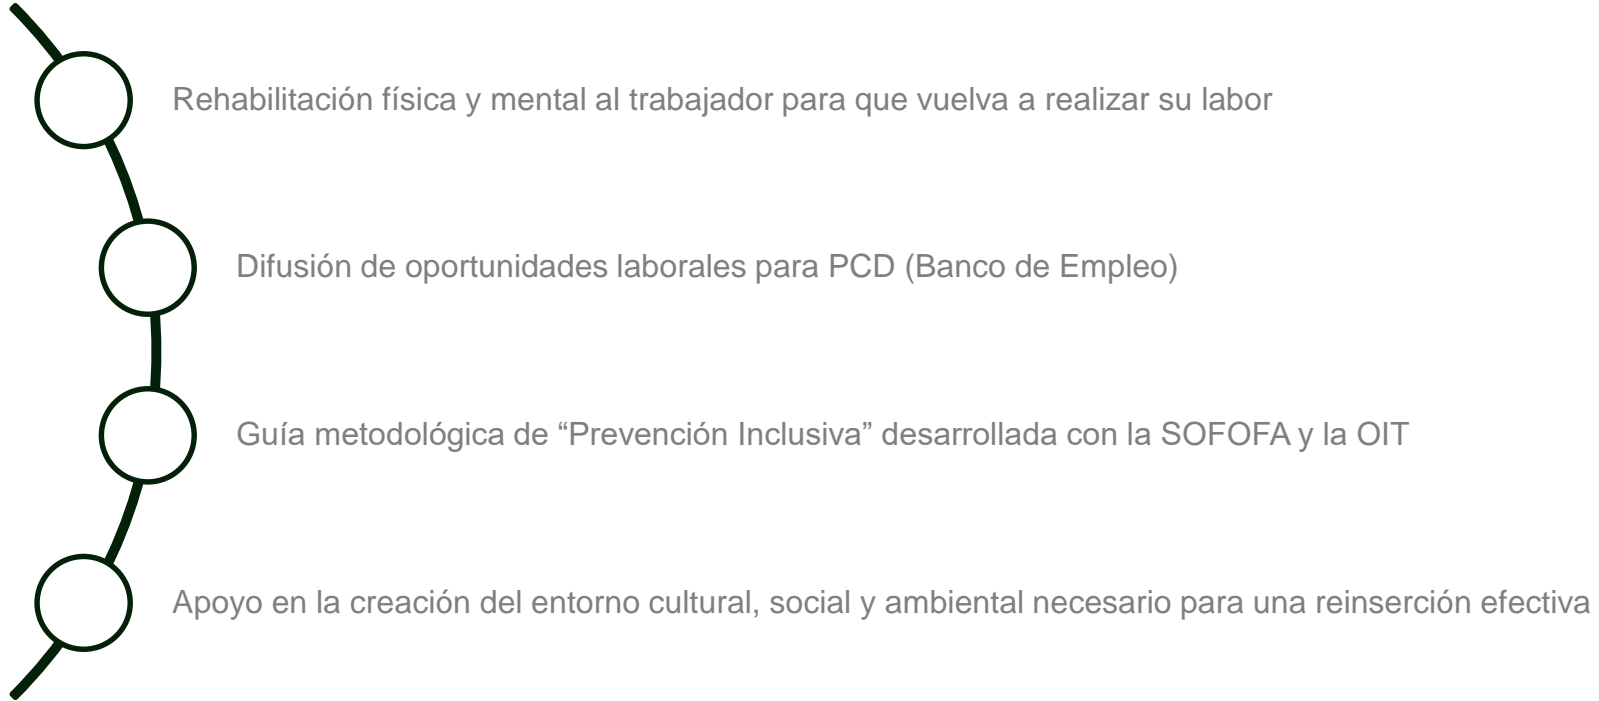 Rehabilitación física y mental al trabajador para que vuelva a realizar su labor
Difusión de oportunidades laborales para PCD (Banco de Empleo)
Guía metodológica de “Prevención Inclusiva” desarrollada con la SOFOFA y la OIT
Apoyo en la creación del entorno cultural, social y ambiental necesario para una reinserción efectiva